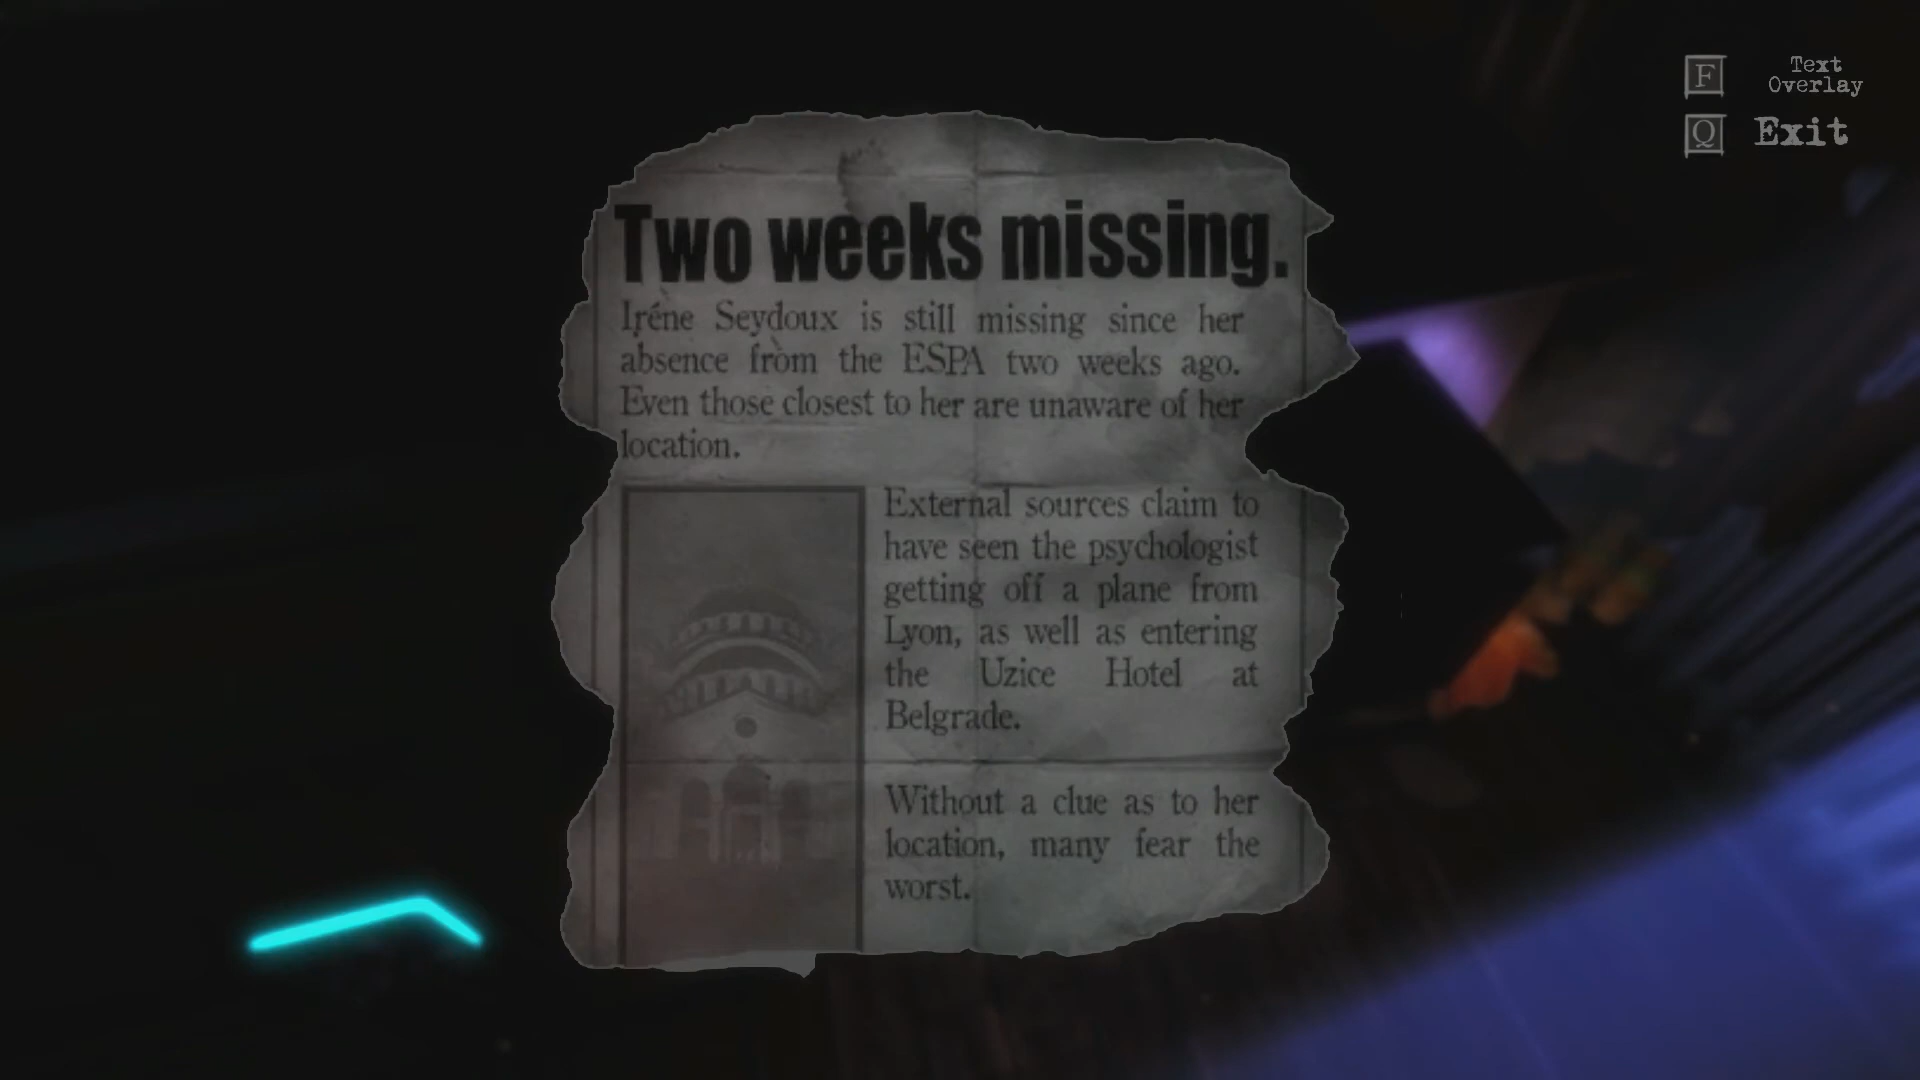 F Text
Overlay
Q Exit
Two weeks missing.
Iréne Seydoux is still missing since her
absence from the ESPA two weeks ago.
Even those closest to her are unaware of her
location.
External sources claim to
have seen the psychologist
getting off a plane from
Lyon, as well as entering
the Uzice Hotel at
Belgrade.
Without a clue as to her
location, many fear the
worst.